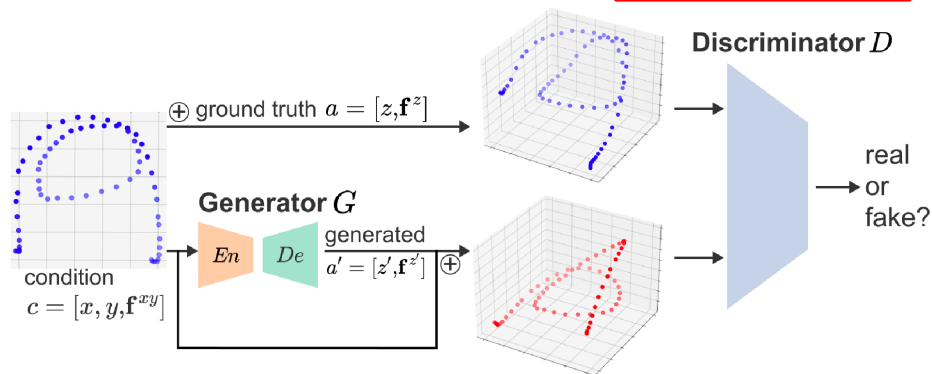 Discriminator D
⊕ ground truth a = [z,f^z]
real
or
fake?
Generator G
En
De
generated
a′ = [z′,f^z′]
⊕
condition
c = [x, y,f^xy]